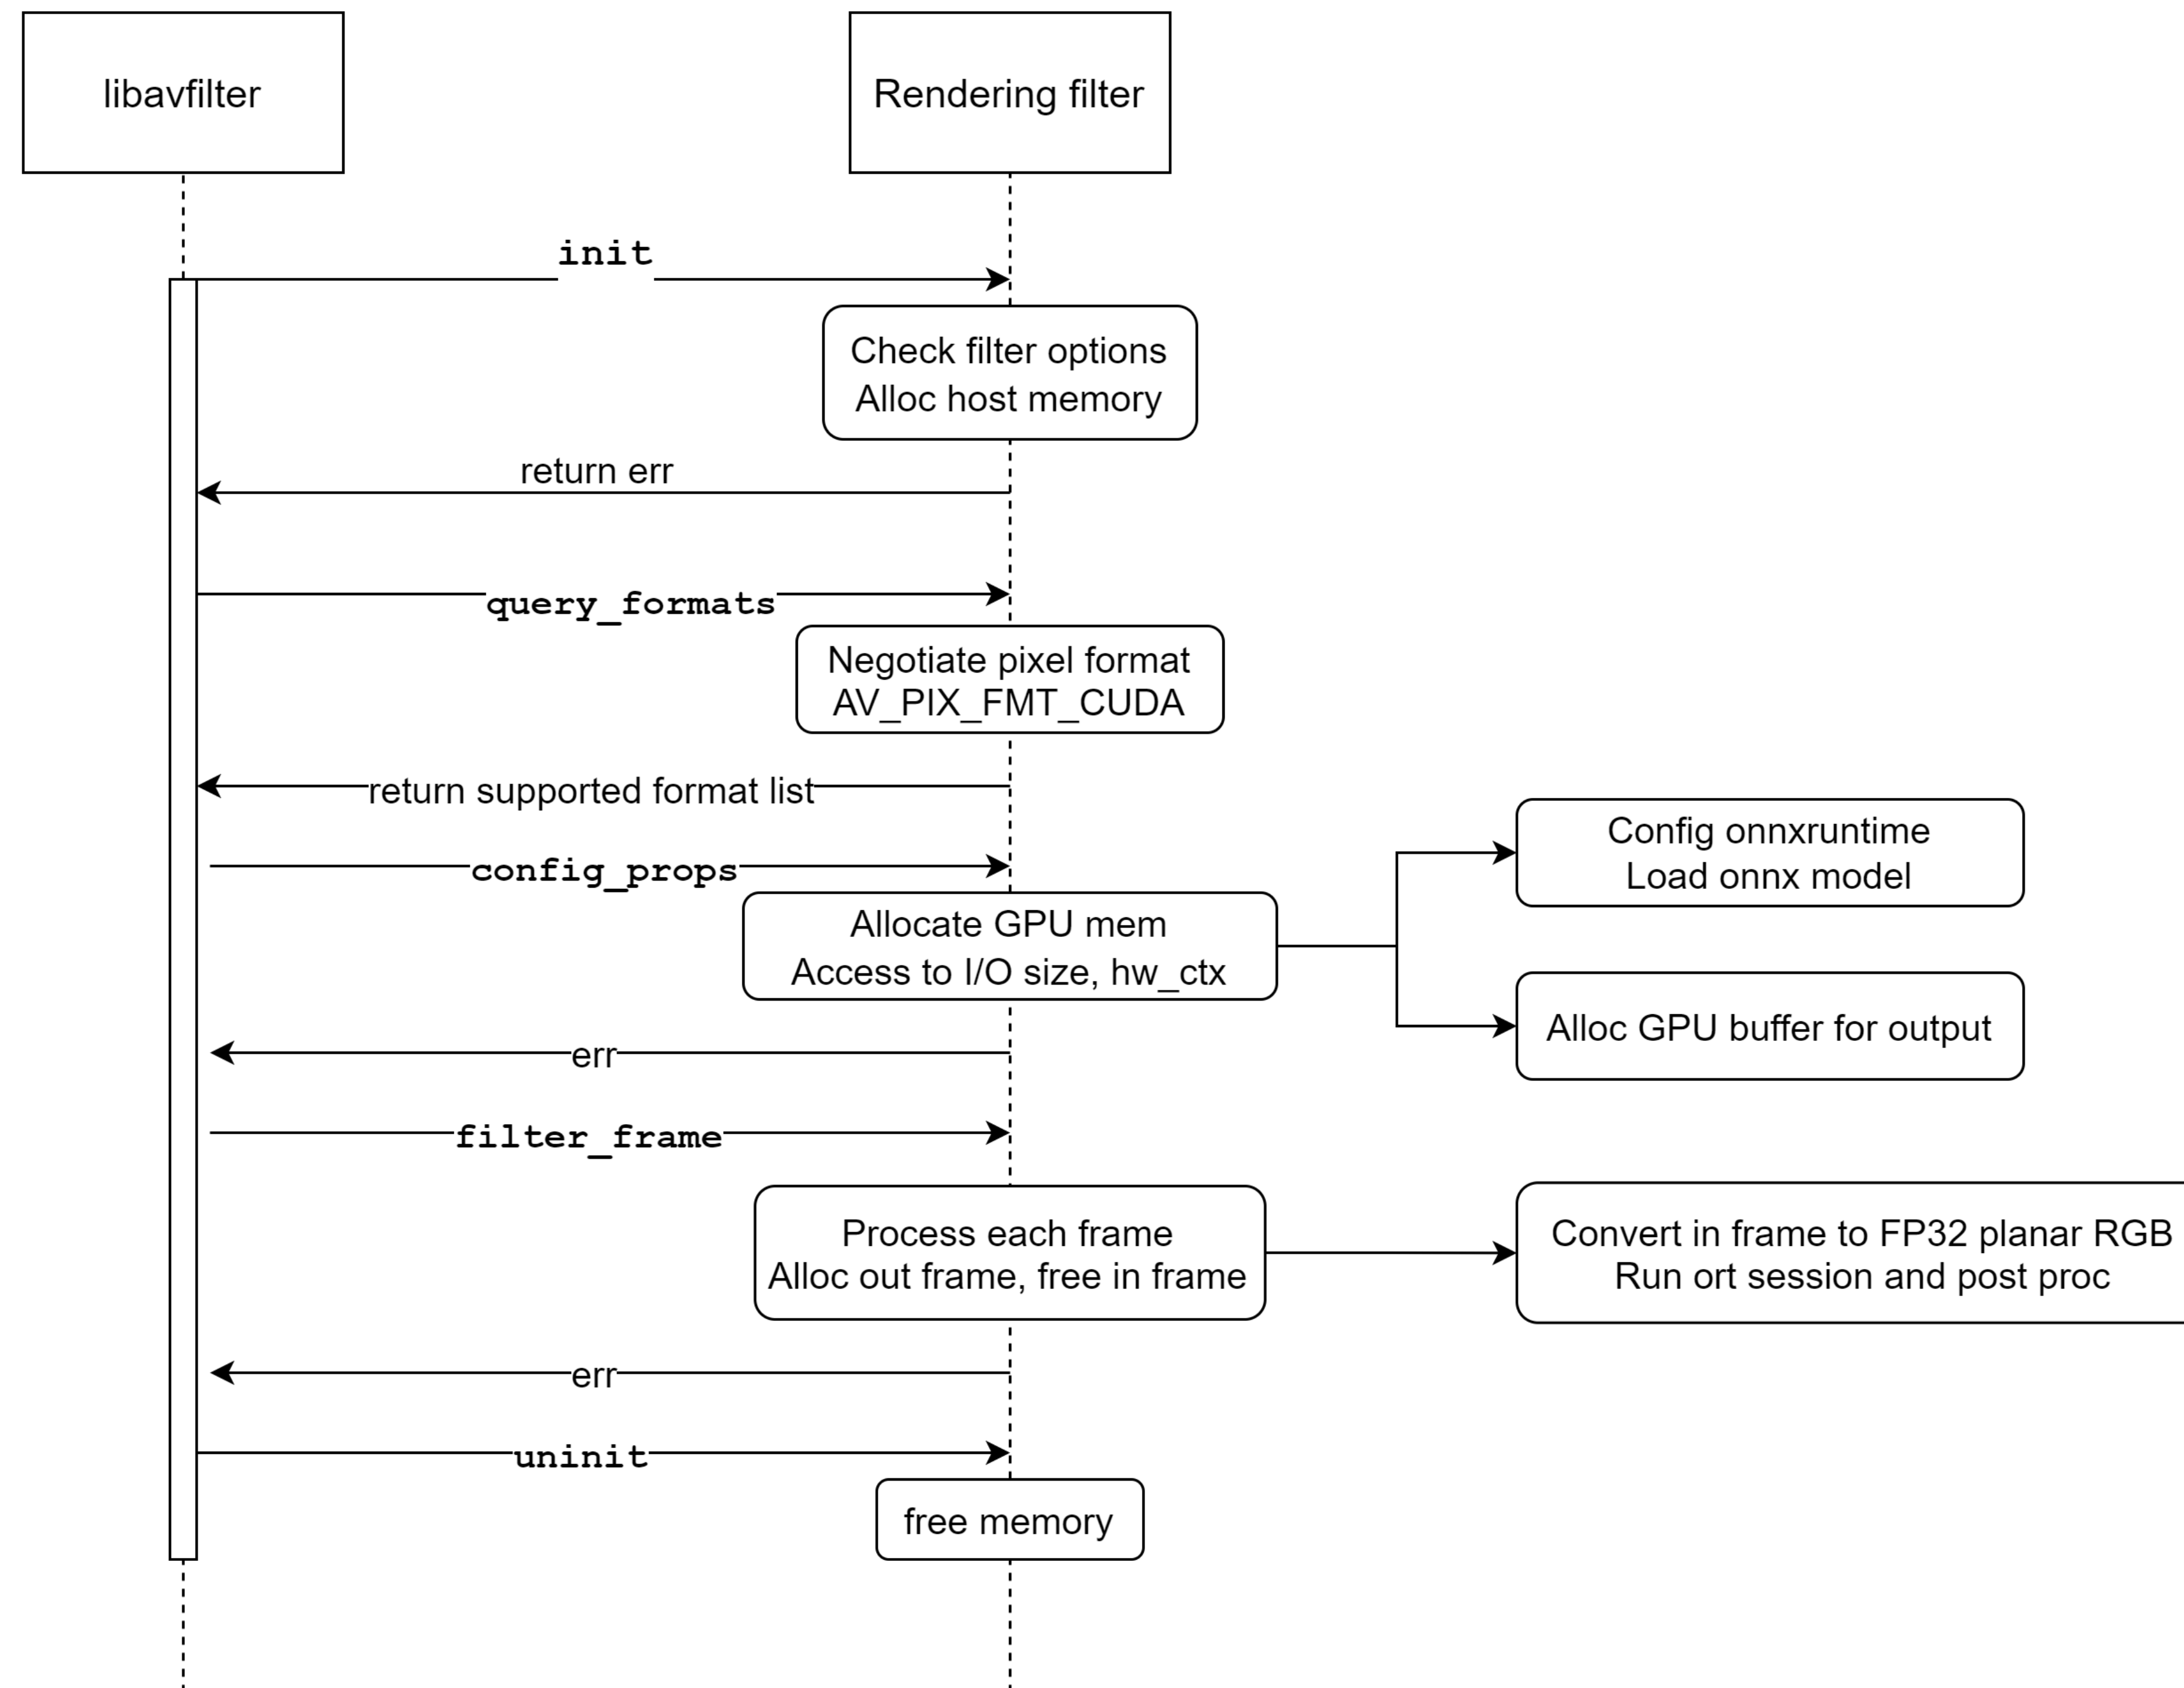 libavfilter
Rendering filter
init
Check filter options
Alloc host memory
return err
query_formats
Negotiate pixel format
AV_PIX_FMT_CUDA
return supported format list
config_props
Allocate GPU mem
Access to I/O size, hw_ctx
Config onnxruntime
Load onnx model
Alloc GPU buffer for output
err
filter_frame
Process each frame
Alloc out frame, free in frame
Convert in frame to FP32 planar RGB
Run ort session and post proc
err
uninit
free memory